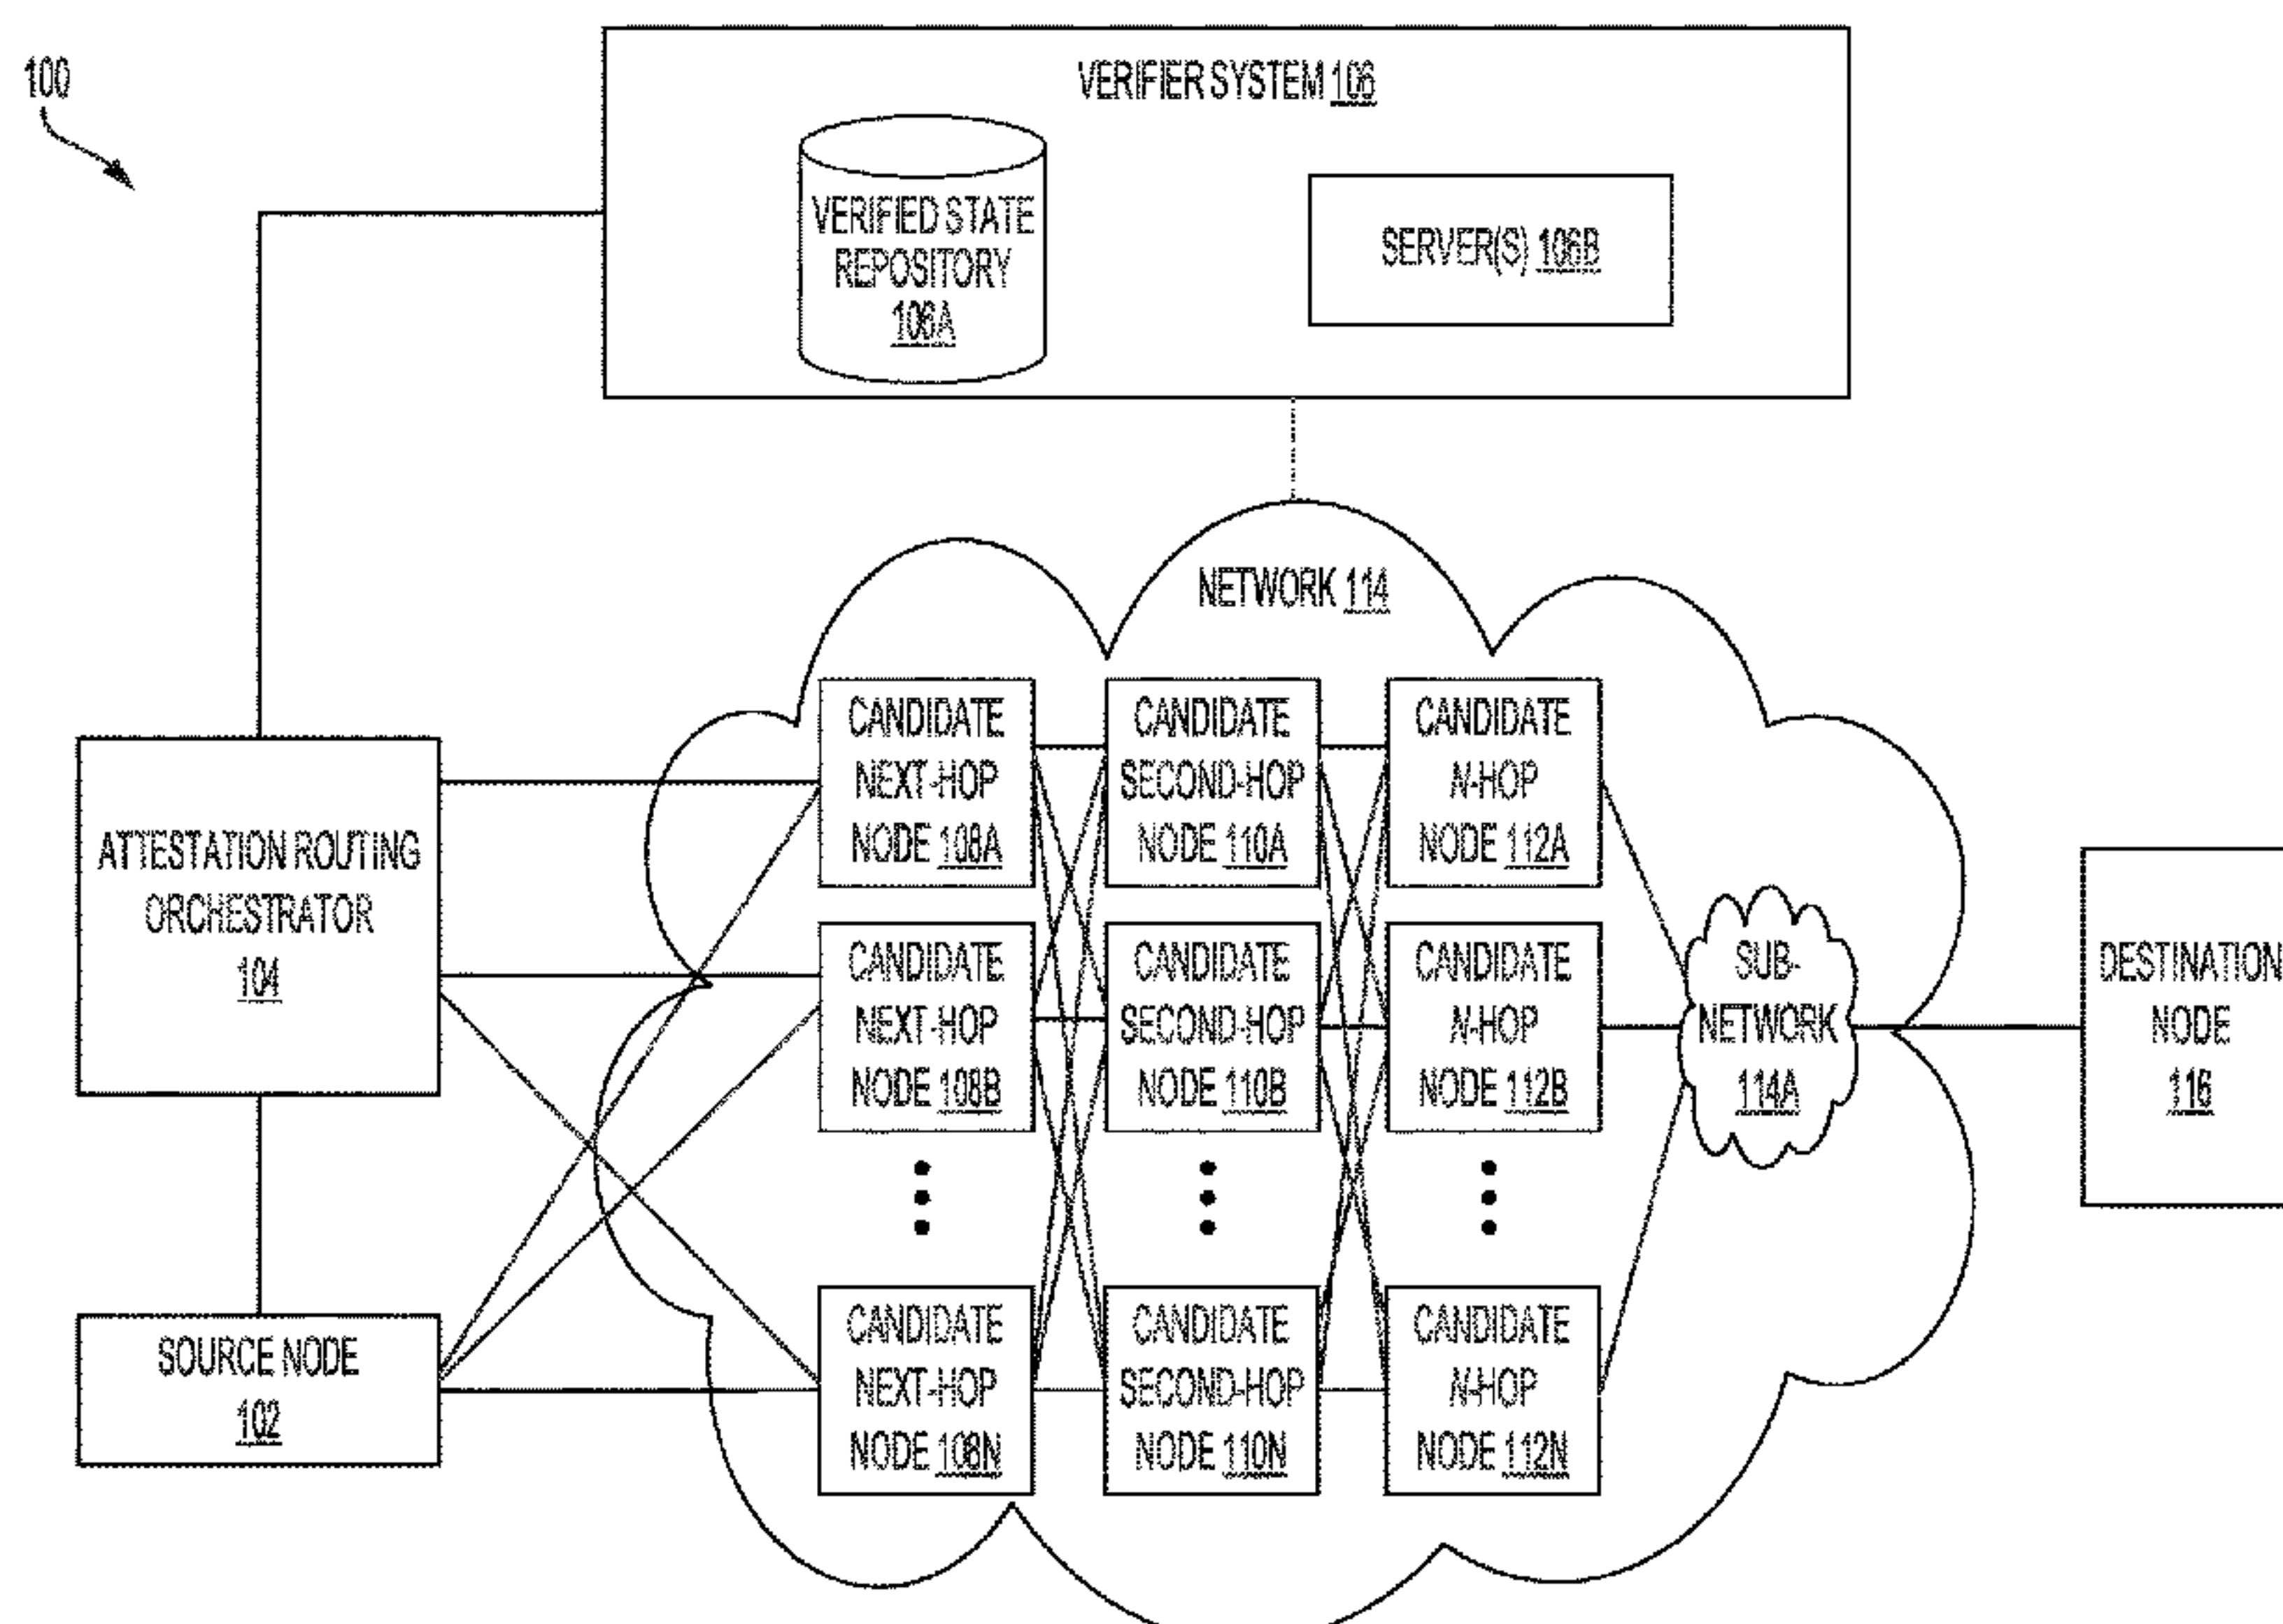 100
VERIFIER SYSTEM 106
VERIFIED STATE
REPOSITORY
106A
SERVER(S) 106B
NETWORK 114
ATTESTATION ROUTING
ORCHESTRATOR
104
SOURCE NODE
102
CANDIDATE
NEXT-HOP
NODE 108A
CANDIDATE
SECOND-HOP
NODE 110A
CANDIDATE
N-HOP
NODE 112A
CANDIDATE
NEXT-HOP
NODE 108B
CANDIDATE
SECOND-HOP
NODE 110B
CANDIDATE
N-HOP
NODE 112B
CANDIDATE
NEXT-HOP
NODE 108N
CANDIDATE
SECOND-HOP
NODE 110N
CANDIDATE
N-HOP
NODE 112N
SUB-
NETWORK
114A
DESTINATION
NODE
116